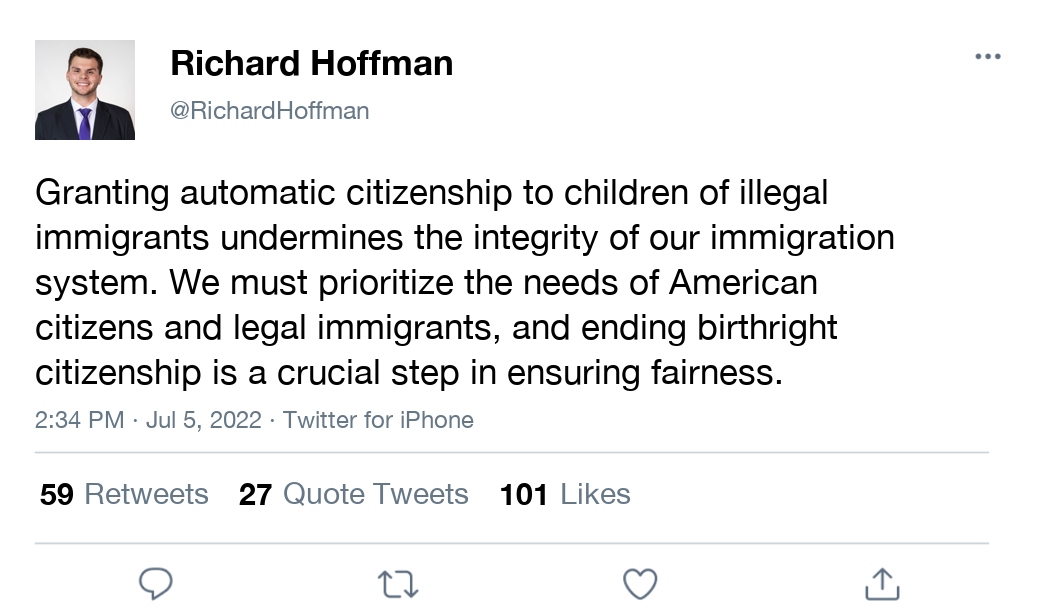 Richard Hoffman
@RichardHoffman
Granting automatic citizenship to children of illegal
immigrants undermines the integrity of our immigration
system. We must prioritize the needs of American
citizens and legal immigrants, and ending birthright
citizenship is a crucial step in ensuring fairness.
2:34 PM · Jul 5, 2022 · Twitter for iPhone
59 Retweets 27 Quote Tweets 101 Likes